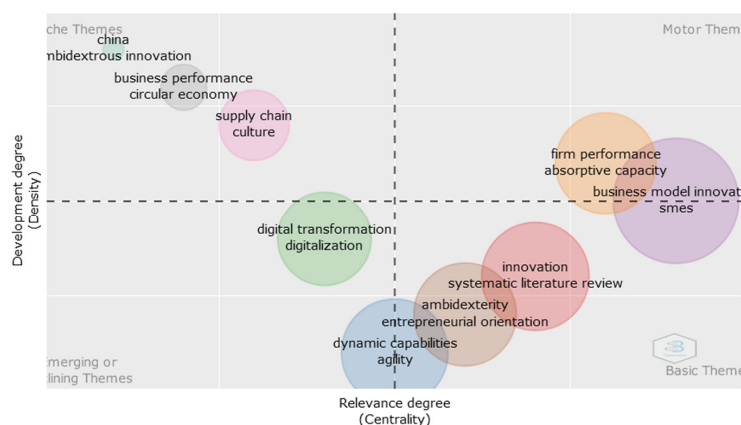 che Themes
Motor Them
china
mbidextrous innovation
business performance
circular economy
supply chain
culture
firm performance
absorptive capacity
business model innovat
smes
Development degree
(Density)
digital transformation
digitalization
innovation
systematic literature review
ambidexterity
entrepreneurial orientation
dynamic capabilities
agility
Emerging or
lining Themes
Basic Theme
Relevance degree
(Centrality)